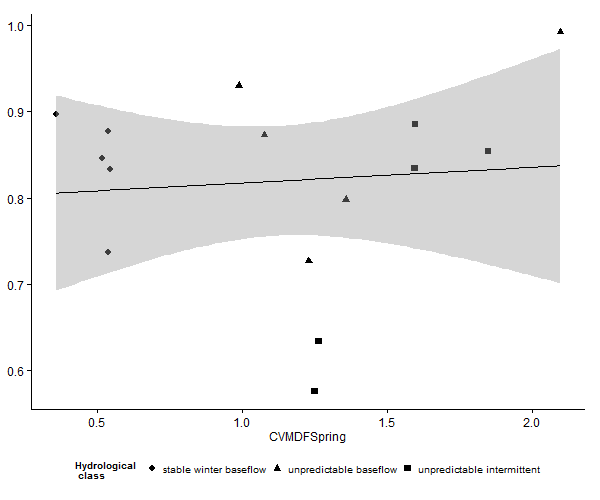 1.0
0.9
0.8
0.7
0.6
0.5 1.0 1.5 2.0
CVMDFSpring
Hydrological
class
stable winter baseflow unpredictable baseflow unpredictable intermittent